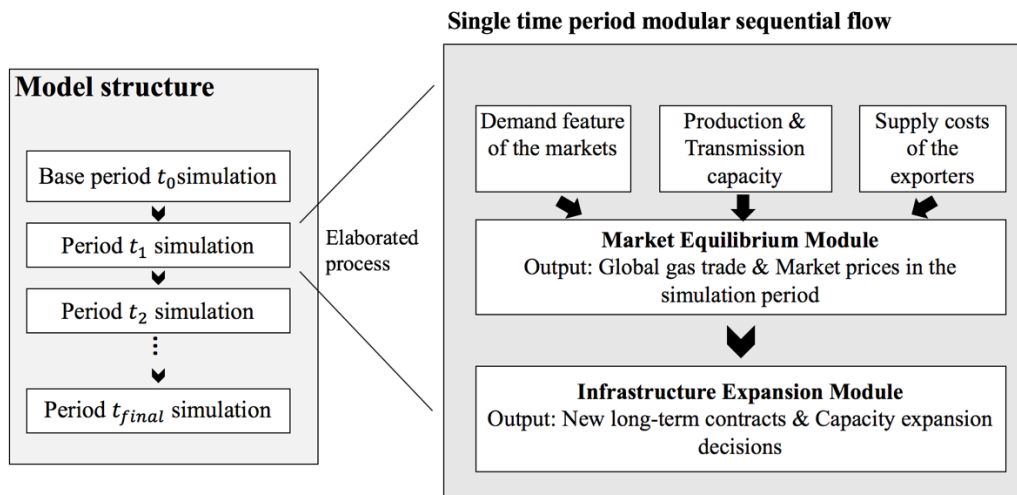 Single time period modular sequential flow
Model structure
Base period t₀simulation
Period t₁ simulation
Period t₂ simulation
Period t_final simulation
Elaborated
process
Demand feature
of the markets
Production &
Transmission
capacity
Supply costs
of the
exporters
Market Equilibrium Module
Output: Global gas trade & Market prices in the
simulation period
Infrastructure Expansion Module
Output: New long-term contracts & Capacity expansion
decisions